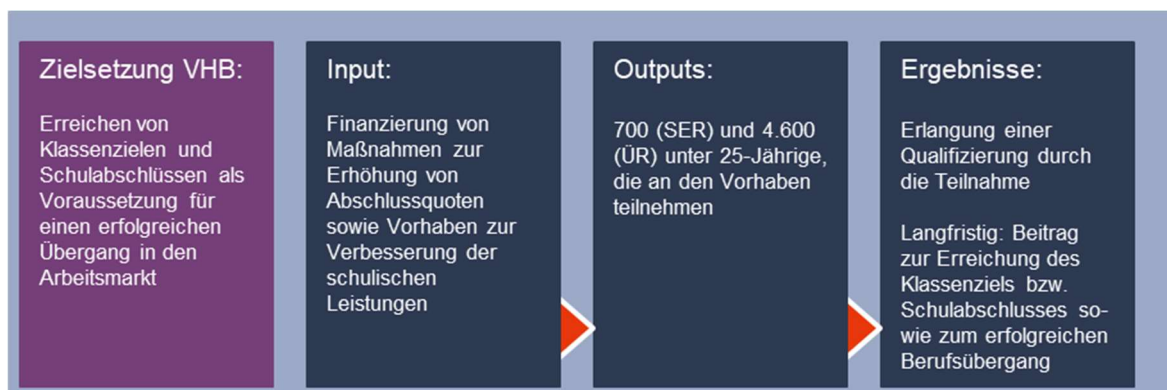 Zielsetzung VHB:
Erreichen von
Klassenzielen und
Schulabschlüssen als
Voraussetzung für
einen erfolgreichen
Übergang in den
Arbeitsmarkt
Input:
Finanzierung von
Maßnahmen zur
Erhöhung von
Abschlussquoten
sowie Vorhaben zur
Verbesserung der
schulischen
Leistungen
Outputs:
700 (SER) und 4.600
(ÜR) unter 25-Jährige,
die an den Vorhaben
teilnehmen
Ergebnisse:
Erlangung einer
Qualifizierung durch
die Teilnahme
Langfristig: Beitrag
zur Erreichung des
Klassenziels bzw.
Schulabschlusses so-
wie zum erfolgreichen
Berufsübergang